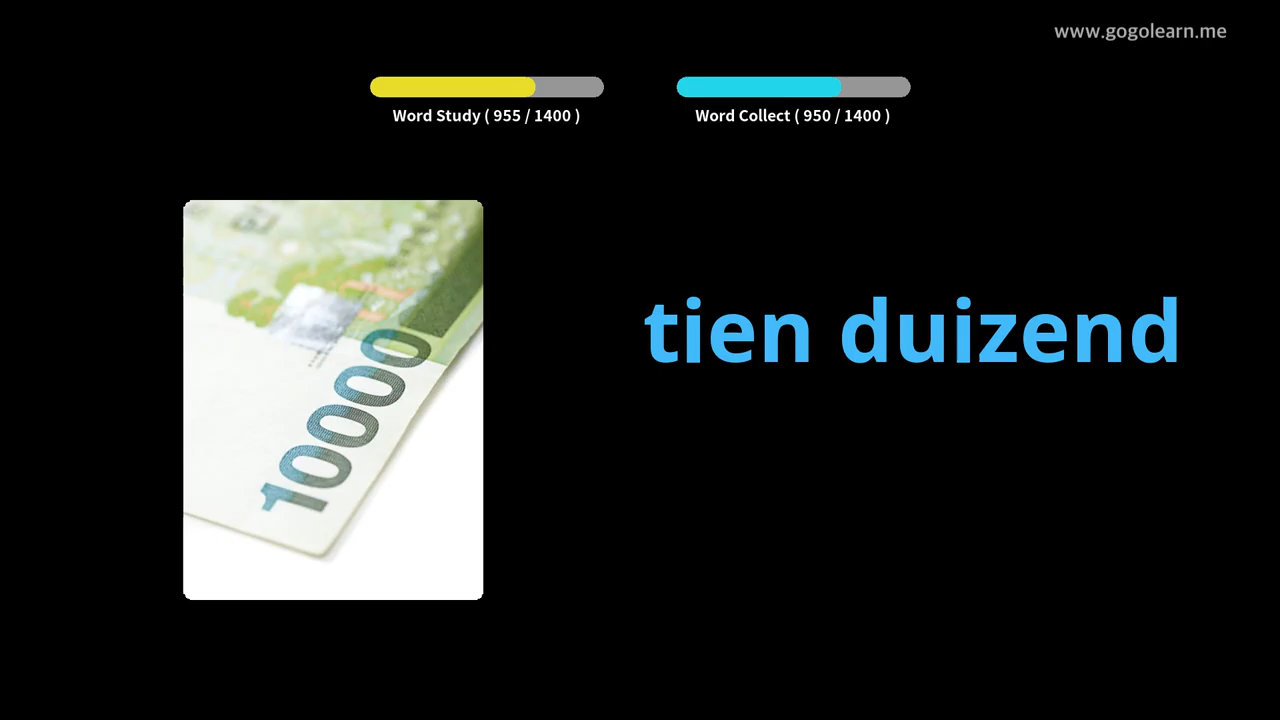 www.gogolearn.me
Word Study ( 955 / 1400 )
Word Collect ( 950 / 1400 )
tien duizend
10000